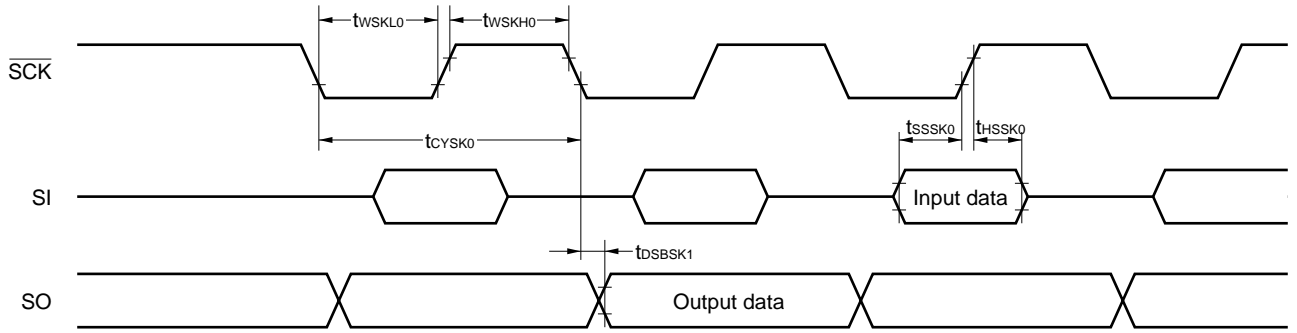 tWSKL0 tWSKH0
SCK
tCYSK0
tSSSK0 tHSSK0
SI
Input data
tDSBSK1
SO
Output data